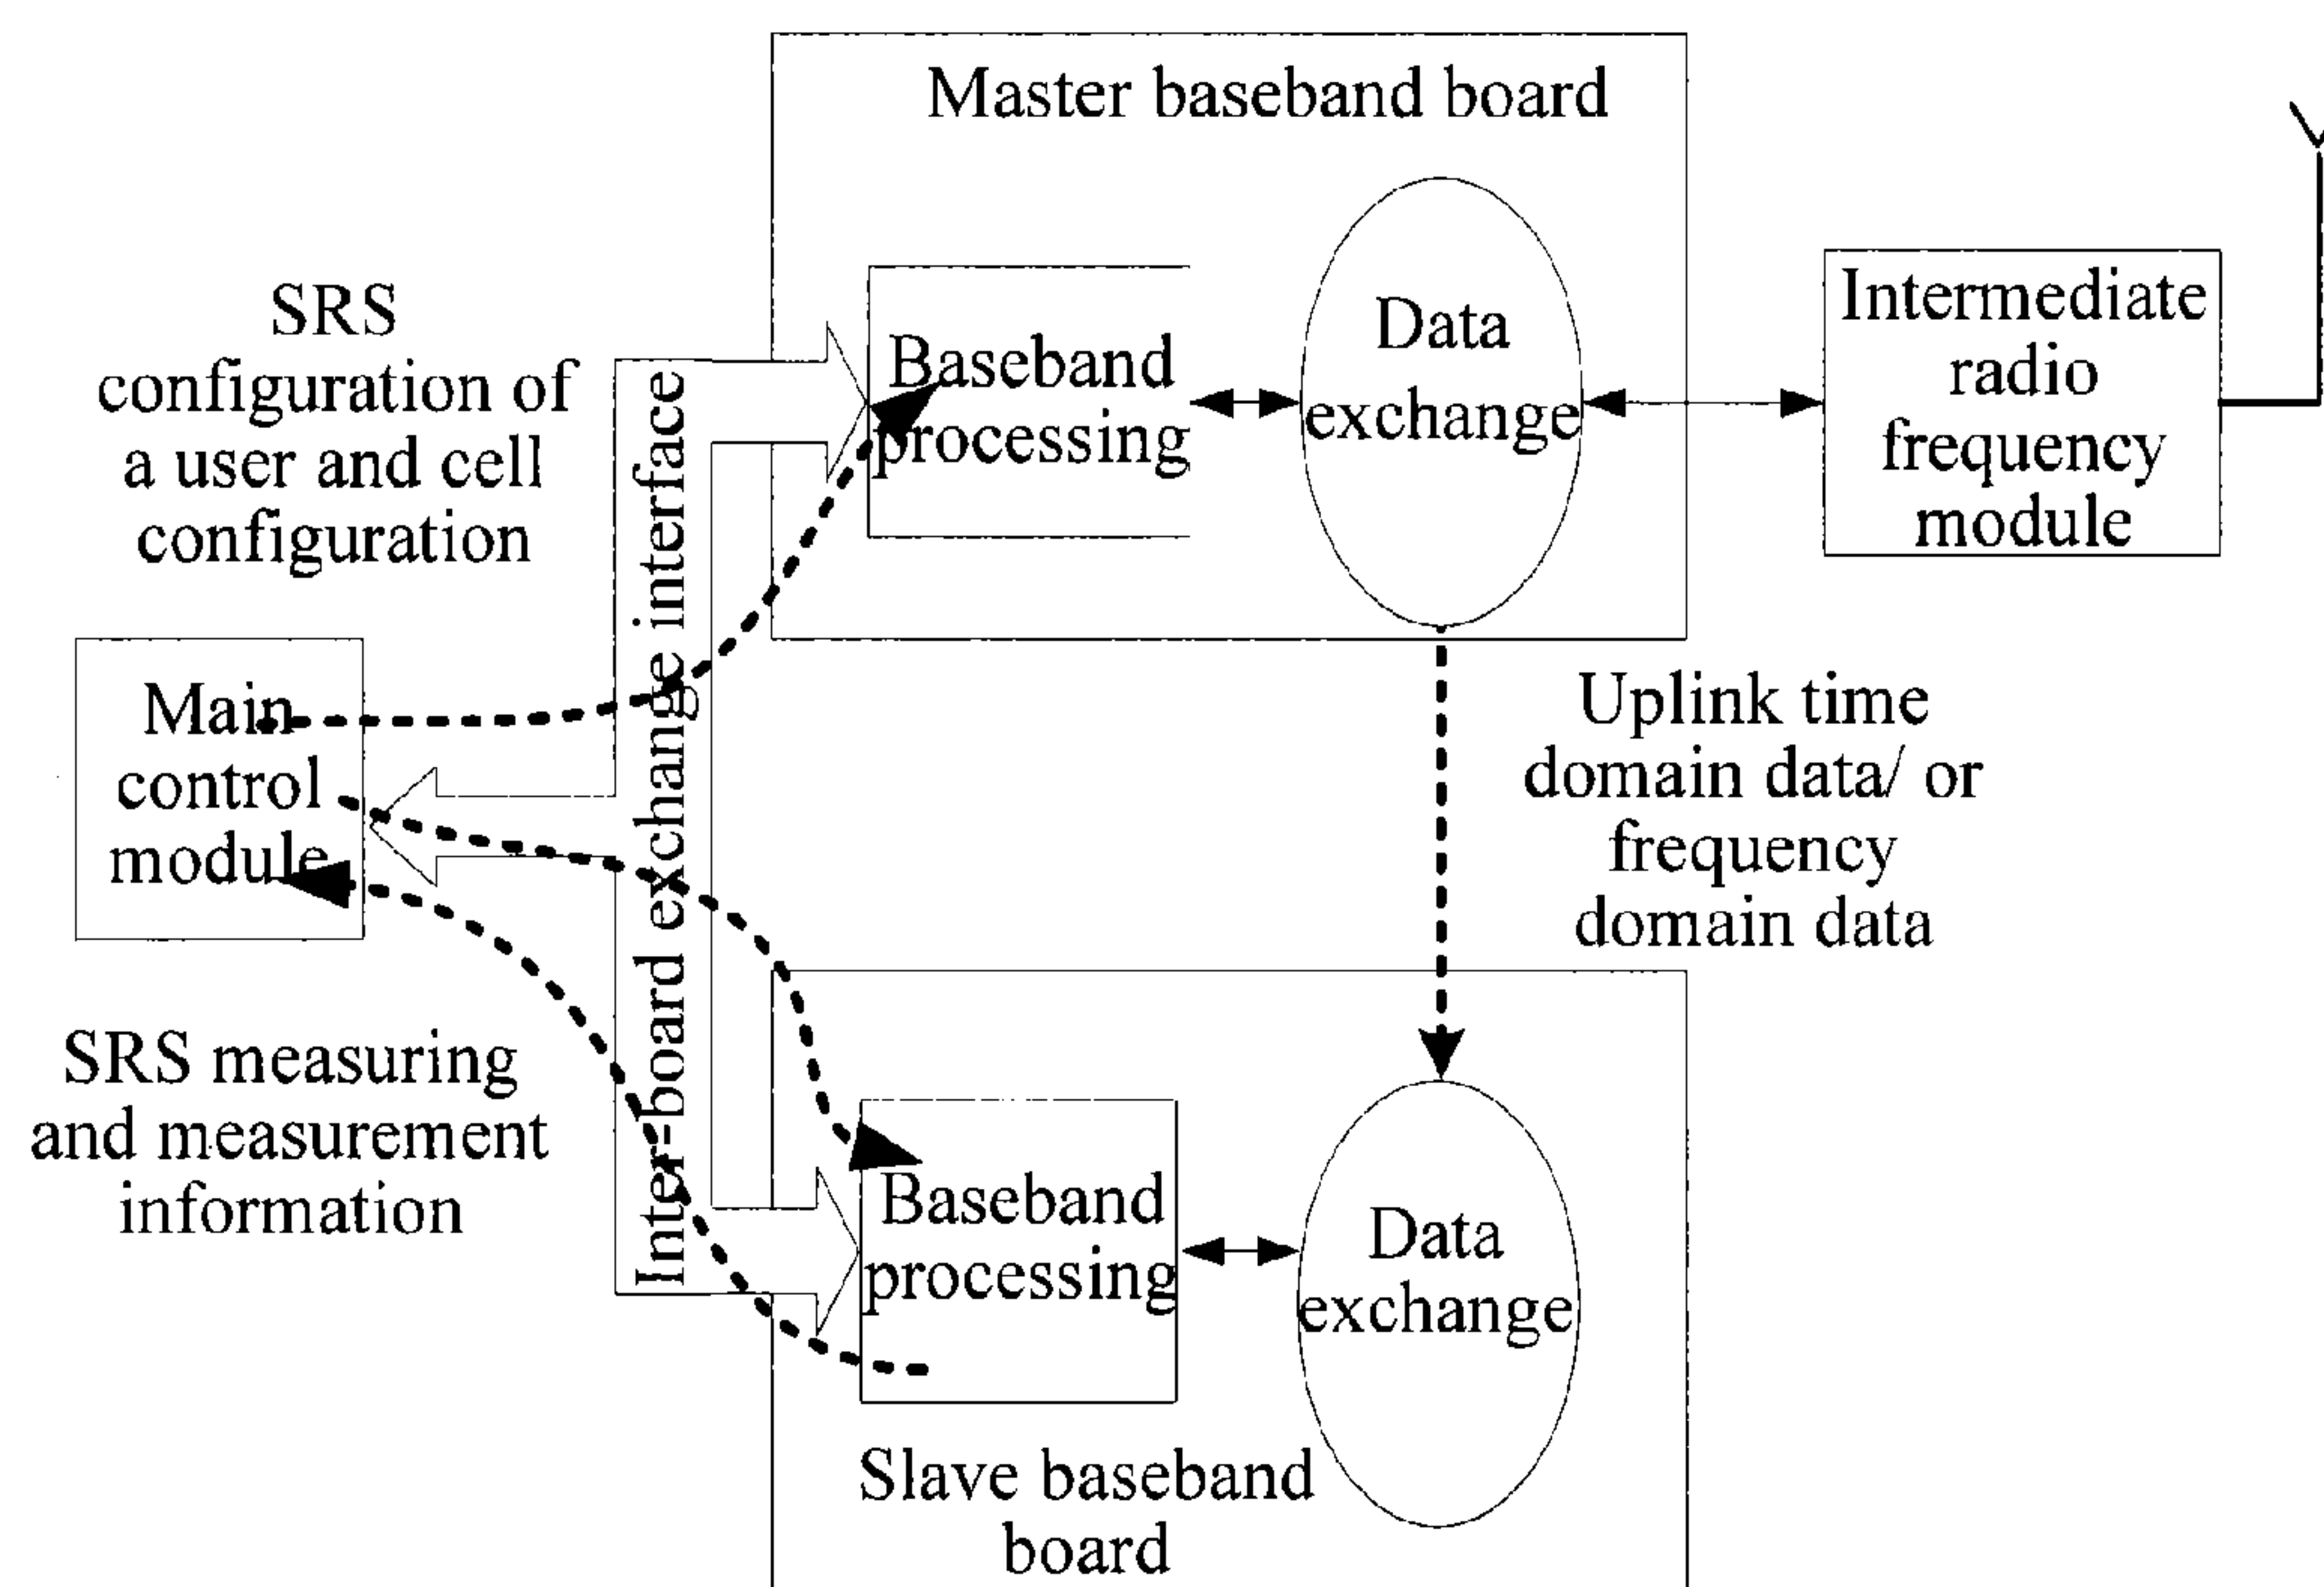 Master baseband board
SRS
configuration of
a user and cell
configuration
Baseband
processing
Data
exchange
Intermediate
radio
frequency
module
Inter-board exchange interface
Main
control
module
Uplink time
domain data/ or
frequency
domain data
SRS measuring
and measurement
information
Baseband
processing
Data
exchange
Slave baseband
board